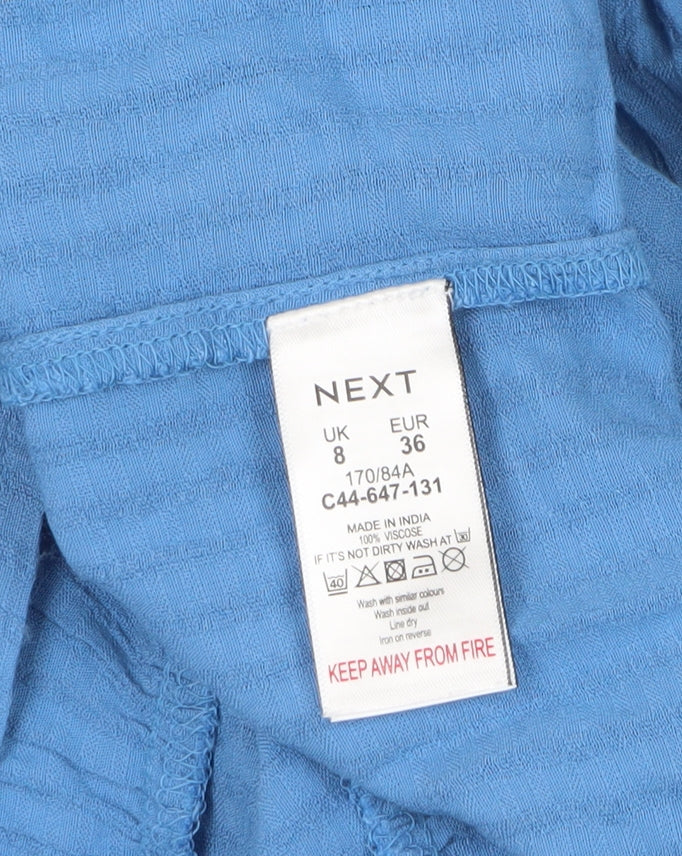 NEXT
UK EUR
8 36
170/84A
C44-647-131
MADE IN INDIA
100% VISCOSE
IF IT'S NOT DIRTY WASH AT 30
40
Wash with similar colours
Wash inside out
Line dry
Iron on reverse
KEEP AWAY FROM FIRE